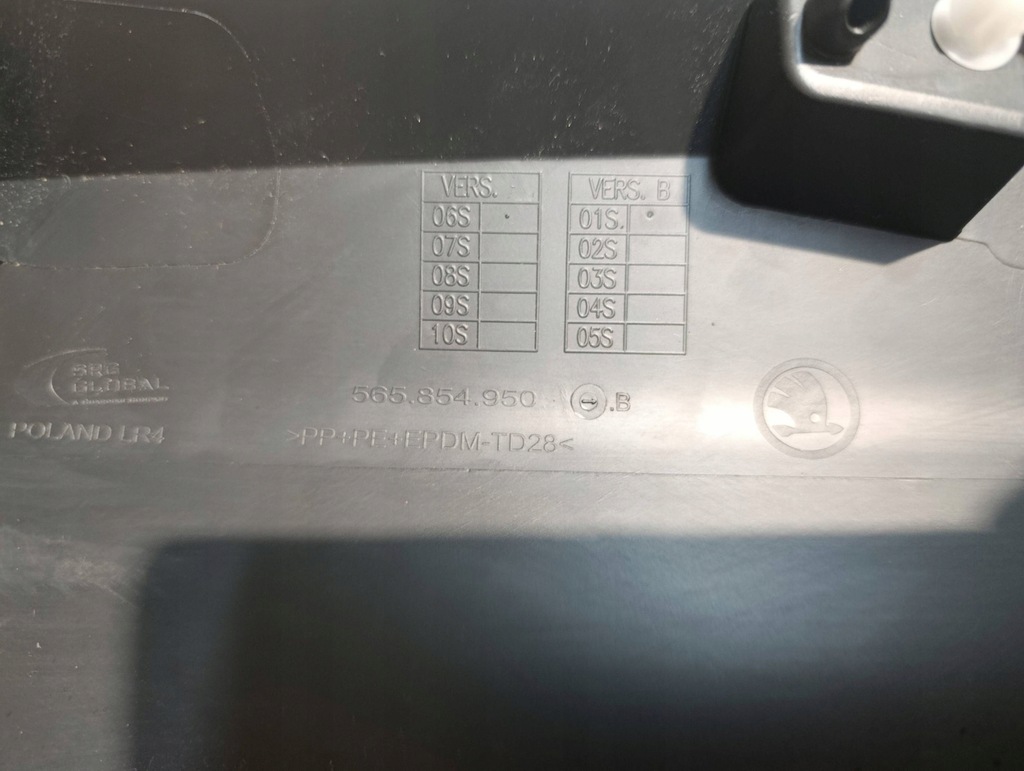 VERS.
06S
07S
08S
09S
10S
VERS. B
01S.
02S
03S
04S
05S
SRG
GLOBAL
POLAND LR4
565.854.950 .B
>PP+PE+EPDM-TD28<